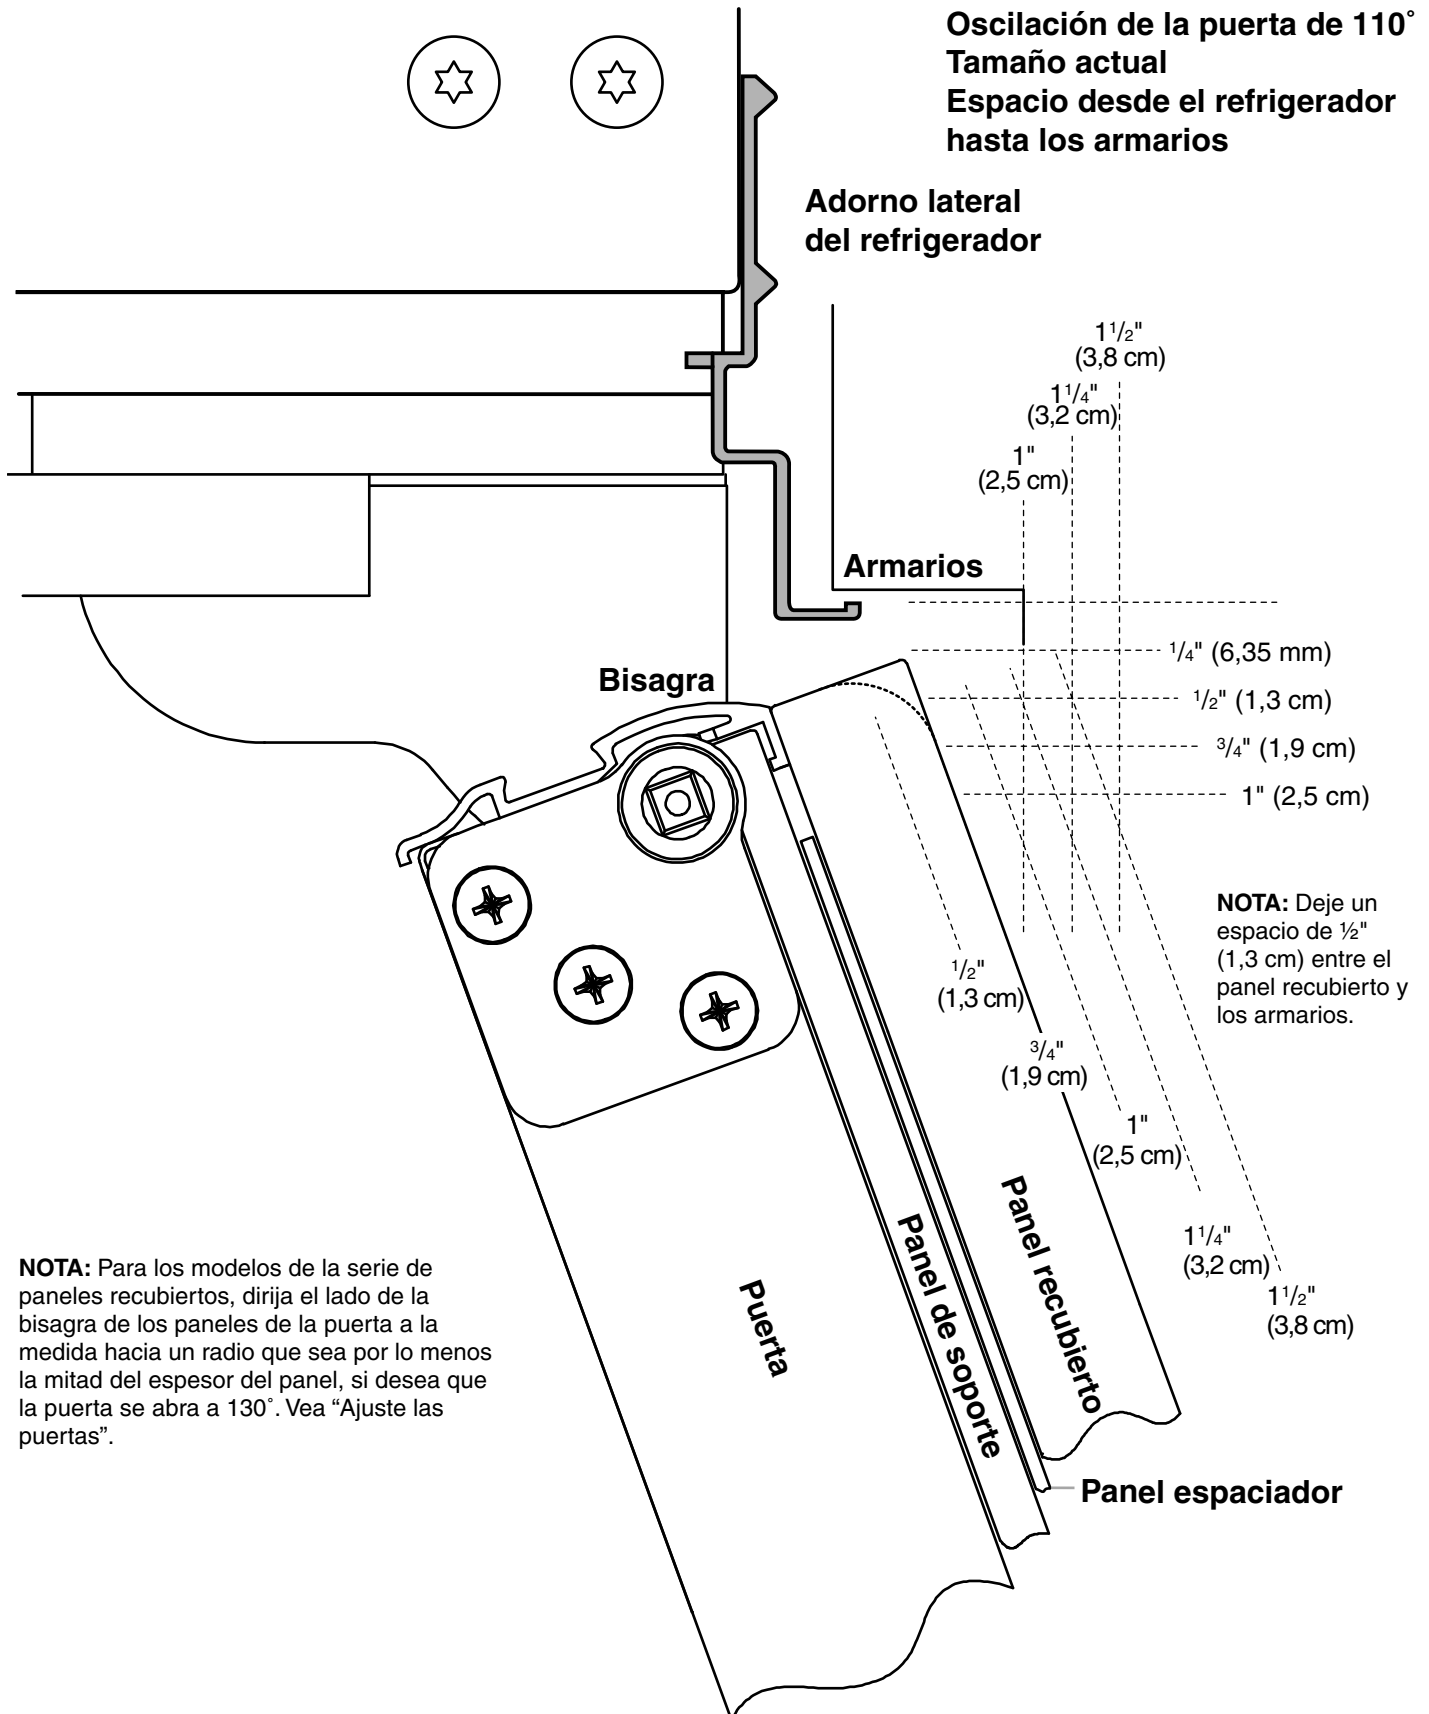 Oscilación de la puerta de 110˚
Tamaño actual
Espacio desde el refrigerador
hasta los armarios
Adorno lateral
del refrigerador
1 1/2"
(3,8 cm)
1 1/4"
(3,2 cm)
1"
(2,5 cm)
Armarios
1/4" (6,35 mm)
Bisagra
1/2" (1,3 cm)
3/4" (1,9 cm)
1" (2,5 cm)
NOTA: Deje un
espacio de ½"
(1,3 cm) entre el
panel recubierto y
los armarios.
1/2"
(1,3 cm)
3/4"
(1,9 cm)
1"
(2,5 cm)
1 1/4"
(3,2 cm)
1 1/2"
(3,8 cm)
Puerta
Panel de soporte
Panel recubierto
NOTA: Para los modelos de la serie de
paneles recubiertos, dirija el lado de la
bisagra de los paneles de la puerta a la
medida hacia un radio que sea por lo menos
la mitad del espesor del panel, si desea que
la puerta se abra a 130˚. Vea “Ajuste las
puertas”.
Panel espaciador